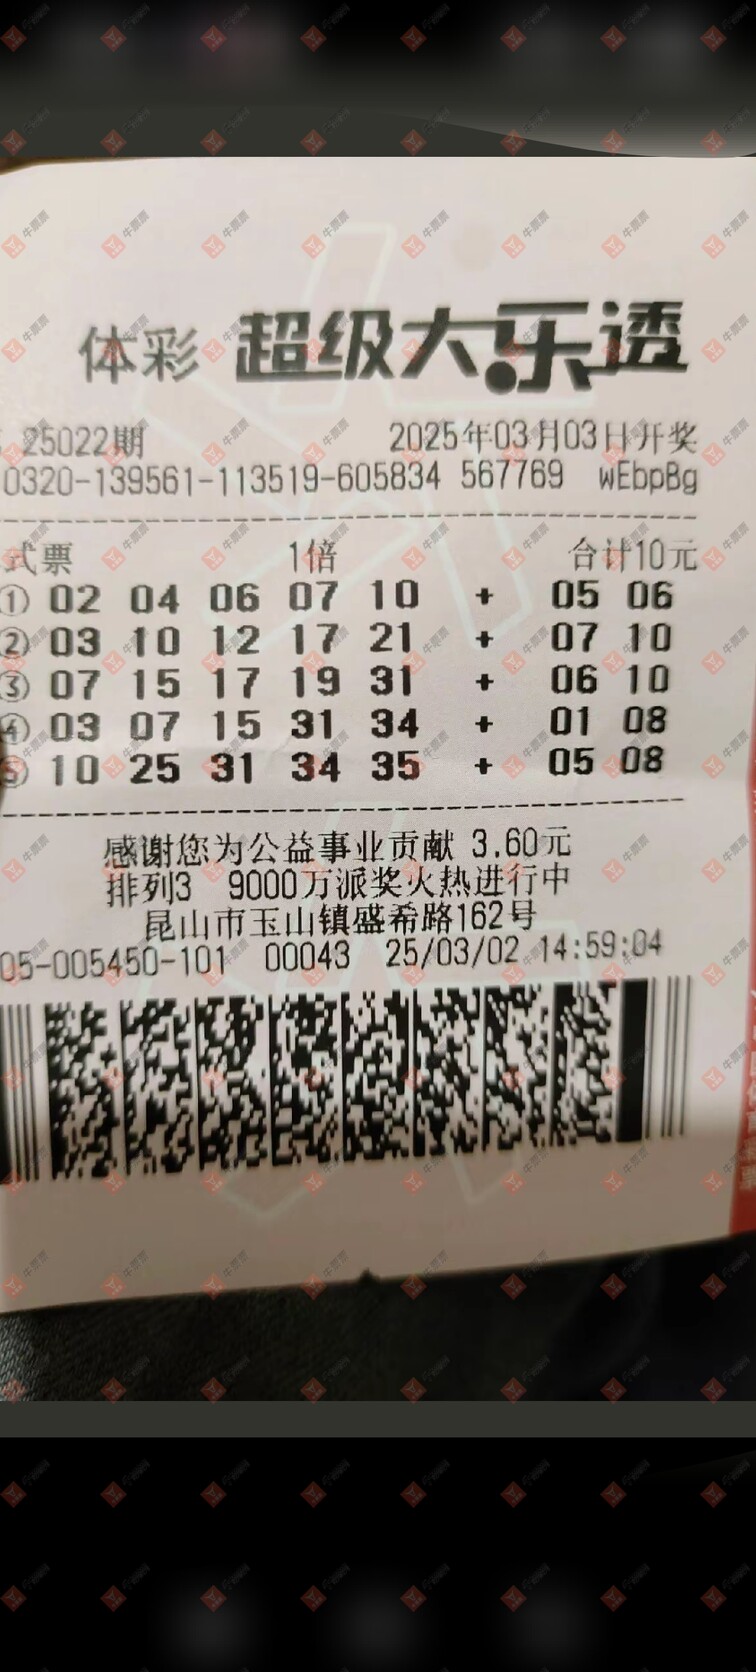 体彩 超级大乐透
25022期 2025年03月03日开奖
0320-139561-113519-605834 567769 wEbpBg
式票 1倍 合计10元
① 02 04 06 07 10 + 05 06
② 03 10 12 17 21 + 07 10
③ 07 15 17 19 31 + 06 10
④ 03 07 15 31 34 + 01 08
⑤ 10 25 31 34 35 + 05 08
感谢您为公益事业贡献 3.60元
排列3 9000万派奖火热进行中
昆山市玉山镇盛希路162号
05-005450-101 00043 25/03/02 14:59:04
牛票票